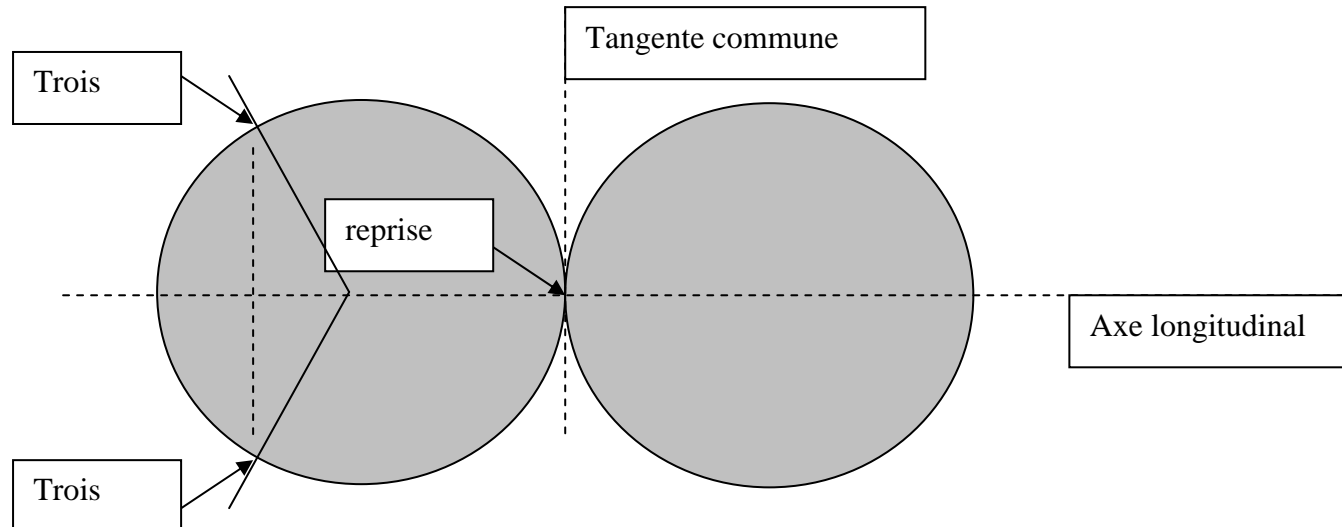 Tangente commune
Trois
reprise
Axe longitudinal
Trois